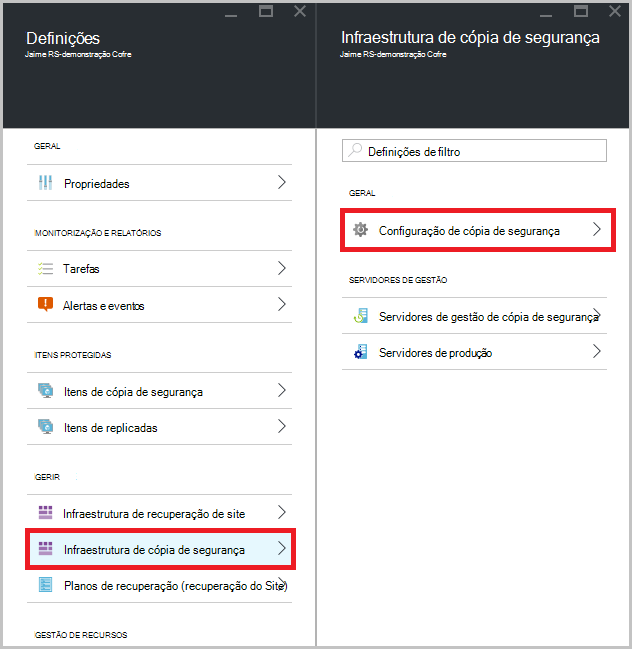 Definições
Jaime RS-demonstração Cofre
GERAL
Propriedades
MONITORIZAÇÃO E RELATÓRIOS
Tarefas
Alertas e eventos
ITENS PROTEGIDAS
Itens de cópia de segurança
Itens de replicadas
GERIR
Infraestrutura de recuperação de site
Infraestrutura de cópia de segurança
Planos de recuperação (recuperação do Site)
GESTÃO DE RECURSOS
Infraestrutura de cópia de segurança
Jaime RS-demonstração Cofre
Definições de filtro
GERAL
Configuração de cópia de segurança
SERVIDORES DE GESTÃO
Servidores de gestão de cópia de segurança
Servidores de produção